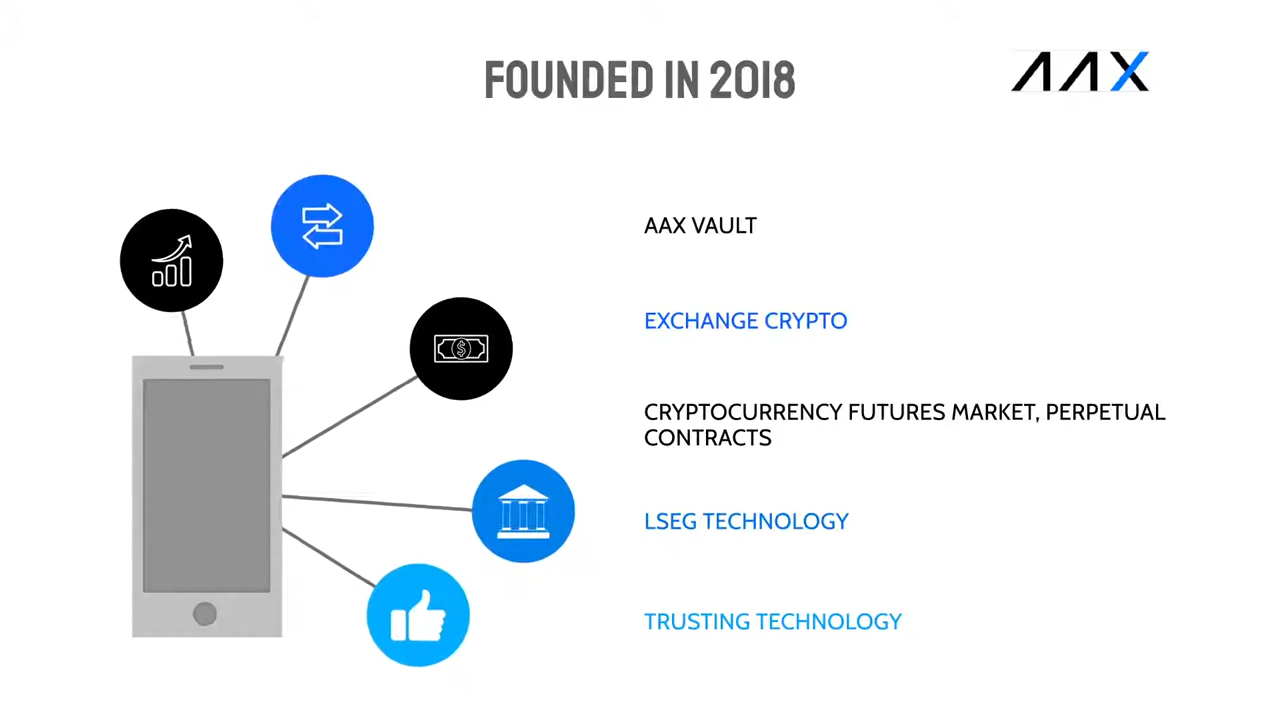 FOUNDED IN 2018
AAX
AAX VAULT
EXCHANGE CRYPTO
CRYPTOCURRENCY FUTURES MARKET, PERPETUAL
CONTRACTS
LSEG TECHNOLOGY
TRUSTING TECHNOLOGY
$